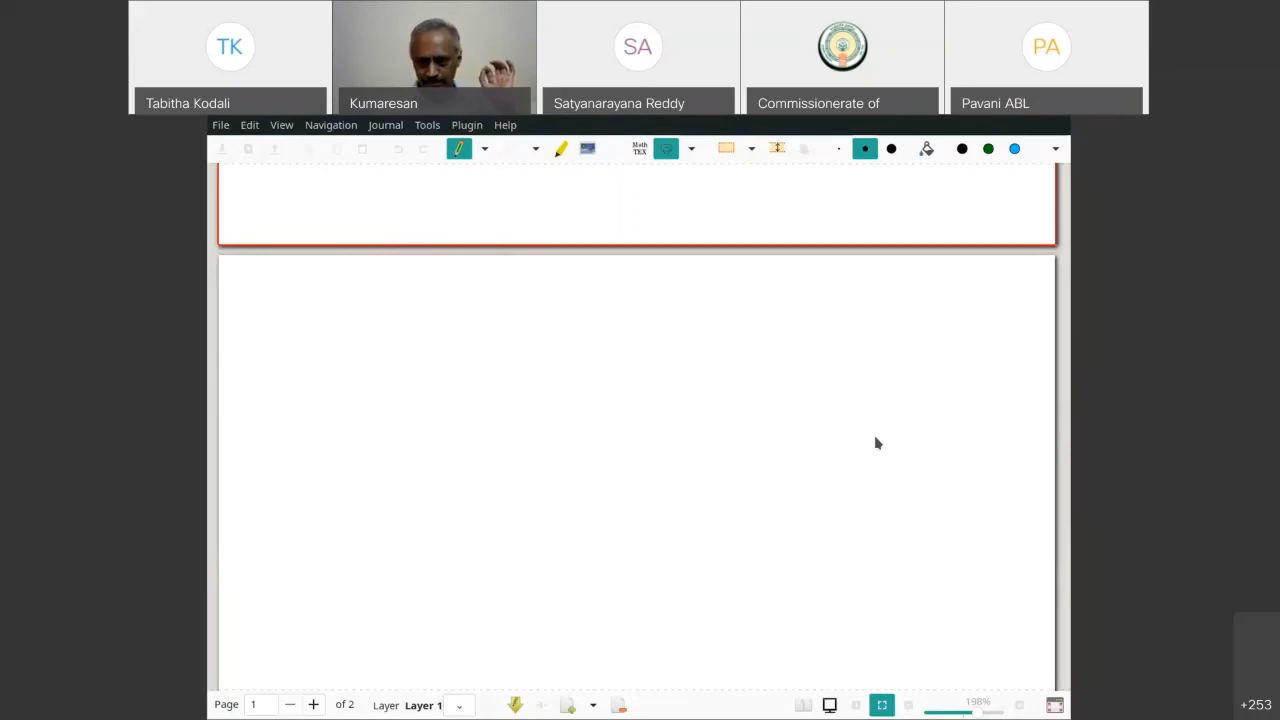 TK
SA
PA
Tabitha Kodali
Kumaresan
Satyanarayana Reddy
Commissionerate of
Pavani ABL
File Edit View Navigation Journal Tools Plugin Help
Math TEX
Page 1 of 2 Layer Layer 1 198%
+253